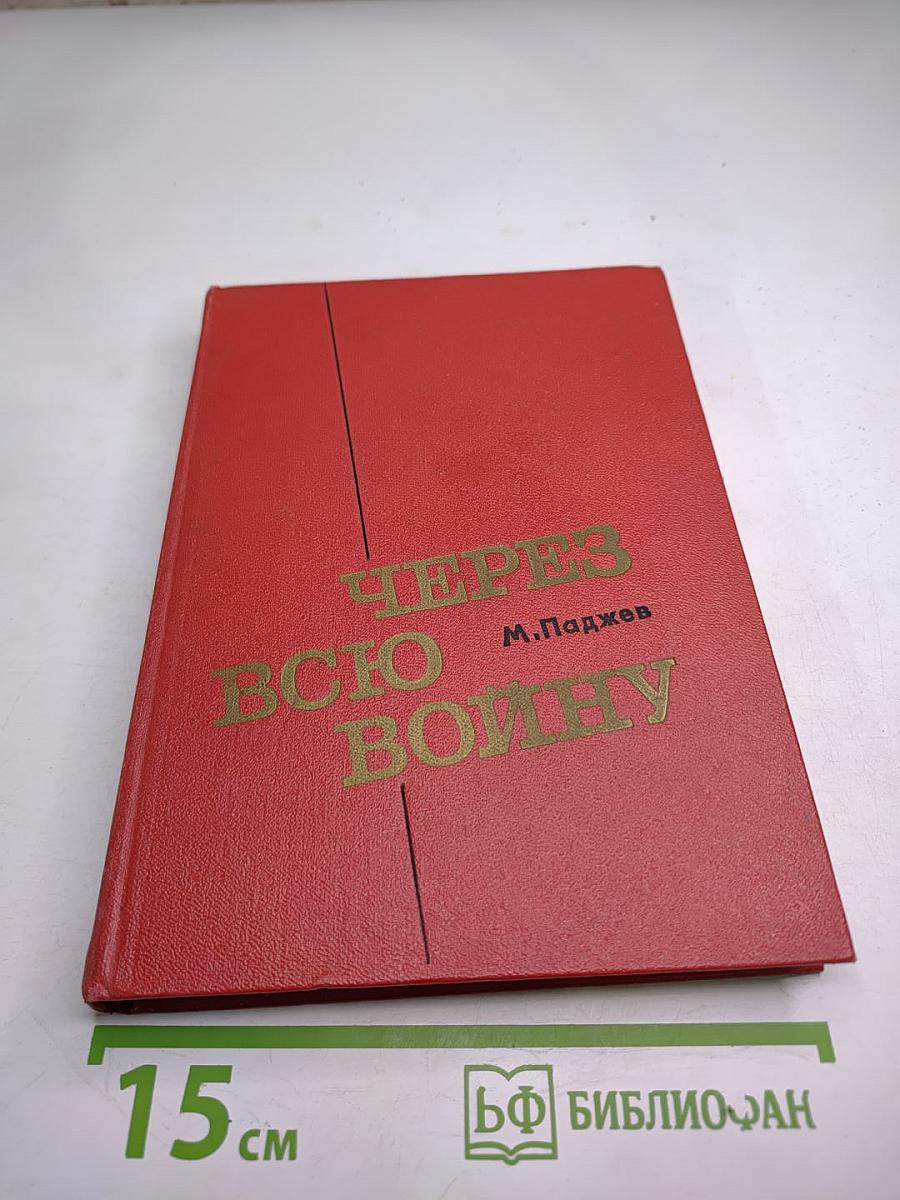 ЧЕРЕЗ
М.Паджев
ВСЮ
ВОЙНУ
15 см
БФ БИБЛИОФАН